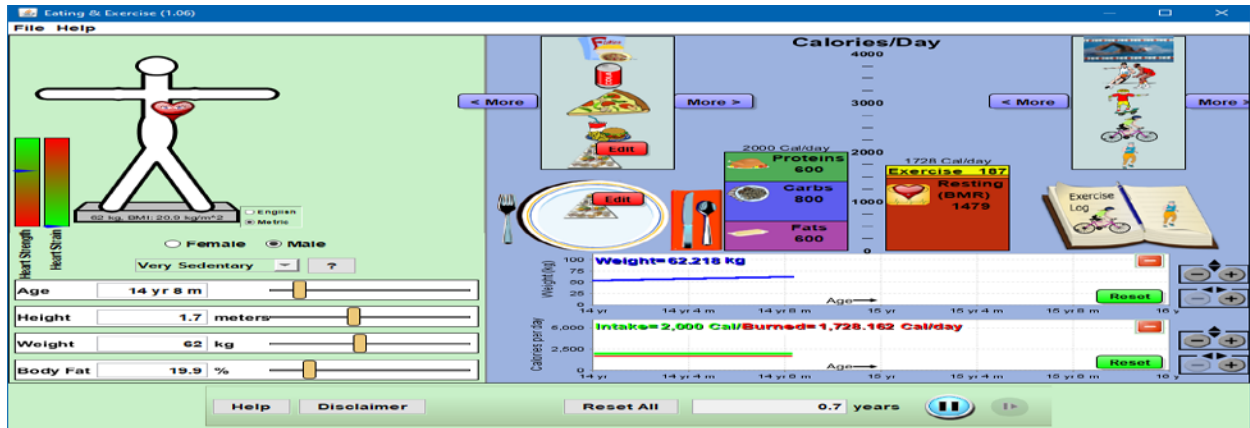 Eating & Exercise (1.06)
File Help
Calories/Day
4000
3000
2000
1000
0
< More
More >
< More
More >
Edit
Edit
2000 Cal/day
Proteins
600
Carbs
800
Fats
600
1728 Cal/day
Exercise 187
Resting
(BMR)
1479
Exercise
Log
62 kg, BMI: 20.9 kg/m^2
English
Metric
Heart Strength
Heart Strain
Female
Male
Very Sedentary
?
Age 14 yr 8 m
Height 1.7 meters
Weight 62 kg
Body Fat 19.9 %
Weight= 62.218 kg
Weight (kg)
100
75
50
25
0
Age
Reset
14 yr 14 yr 4 m 14 yr 8 m 15 yr 15 yr 4 m 15 yr 8 m 16 y
Intake= 2,000 Cal/Burned= 1,728.162 Cal/day
Calories per day
5,000
2,500
0
Age
Reset
14 yr 14 yr 4 m 14 yr 8 m 15 yr 15 yr 4 m 15 yr 8 m 16 y
Help Disclaimer Reset All 0.7 years